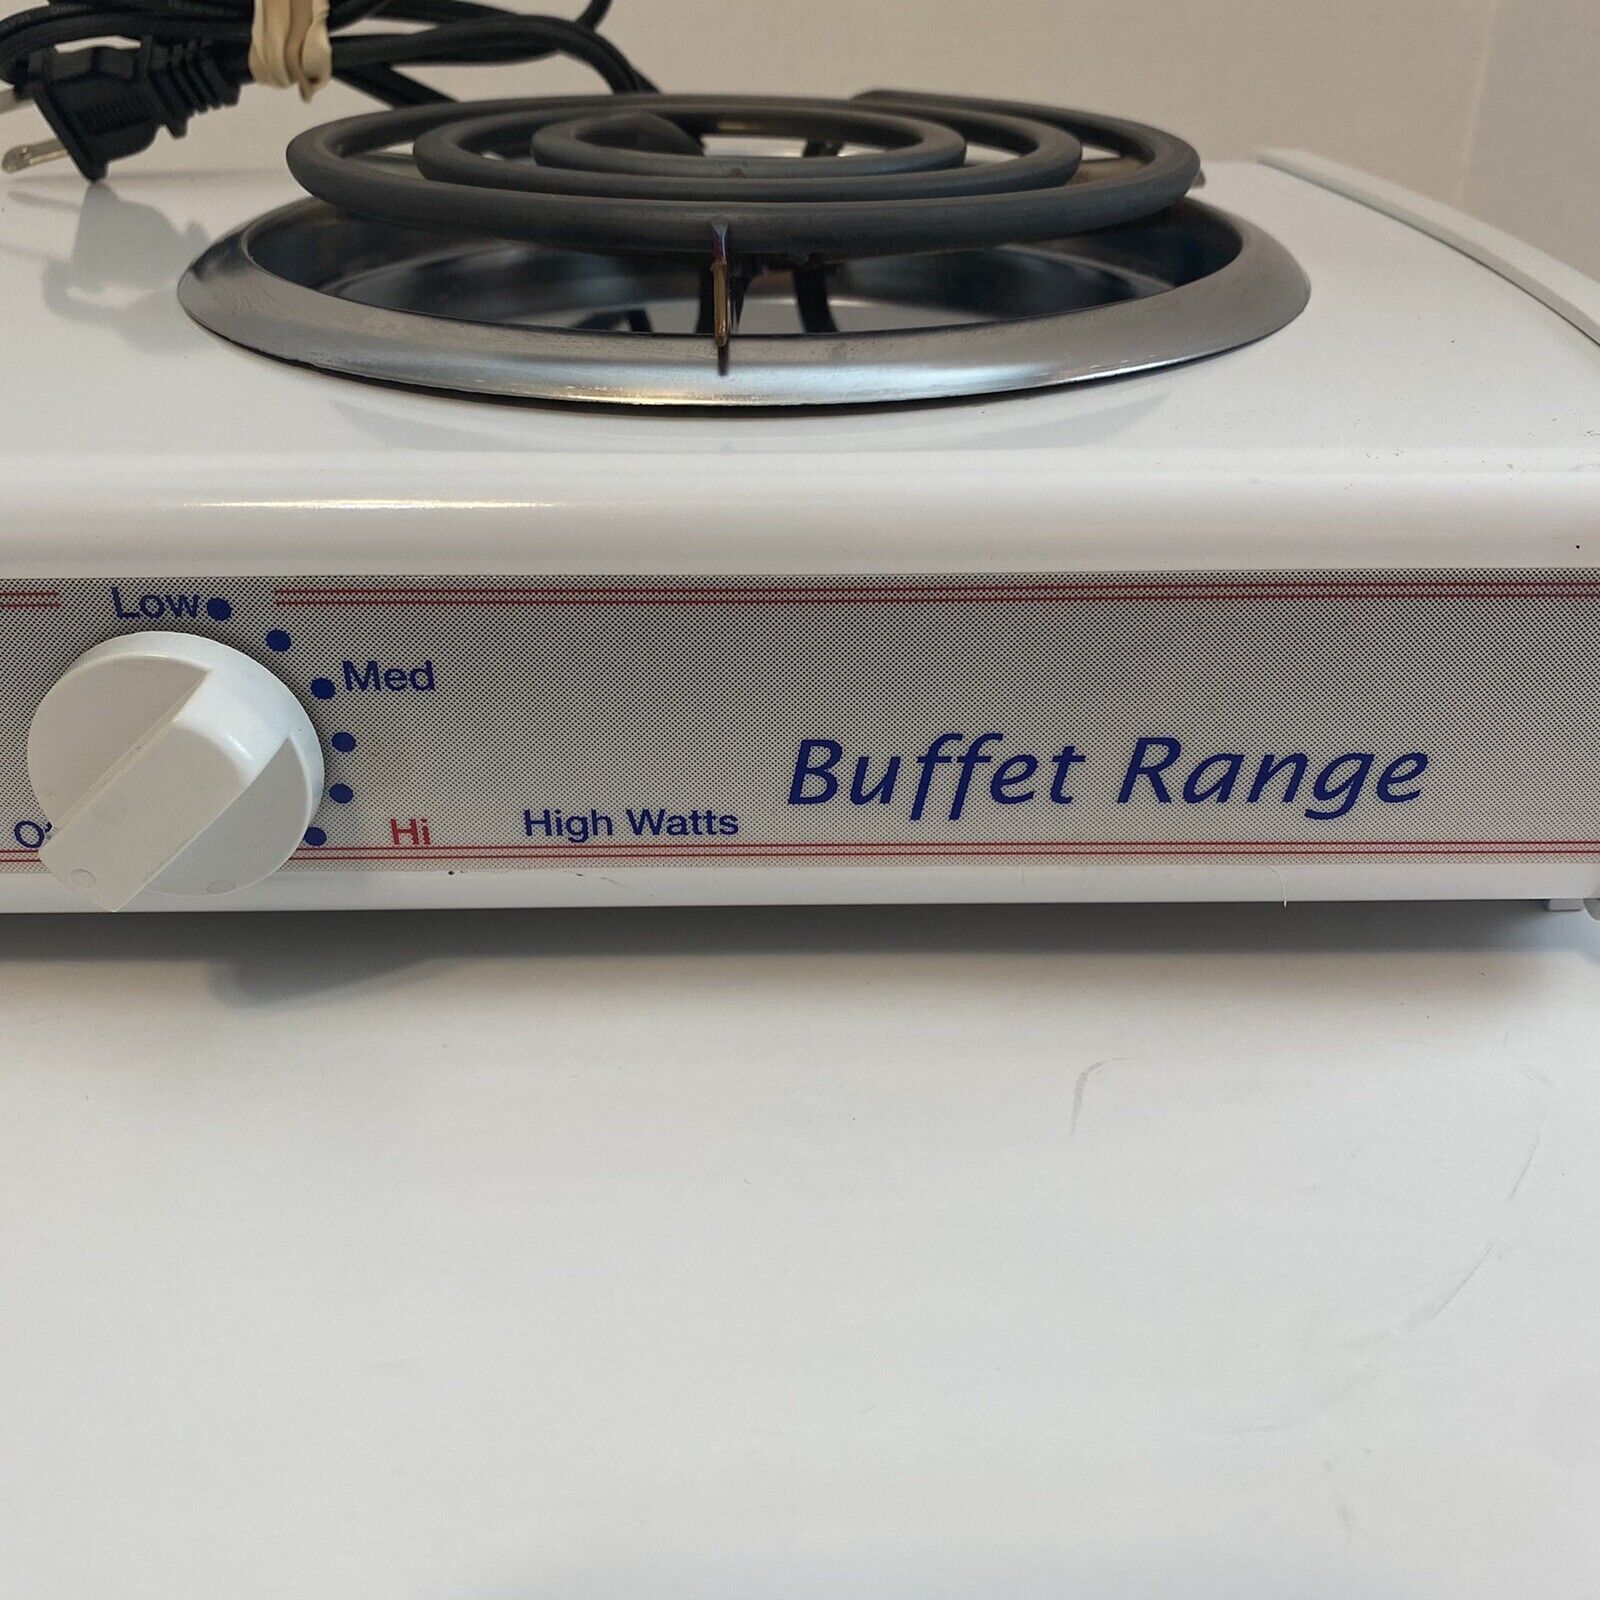 Low
Med
Hi
High Watts
Buffet Range